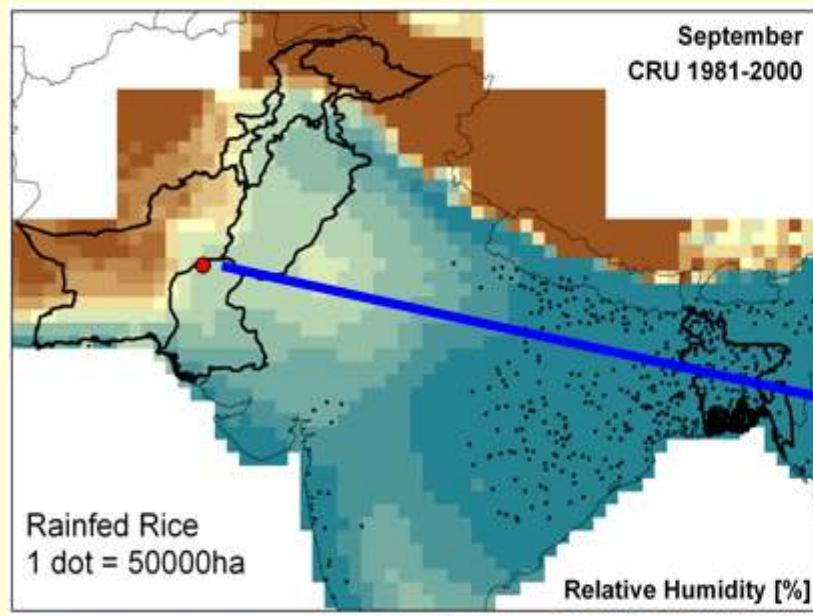 September
CRU 1981-2000
Rainfed Rice
1 dot = 50000ha
Relative Humidity [%]